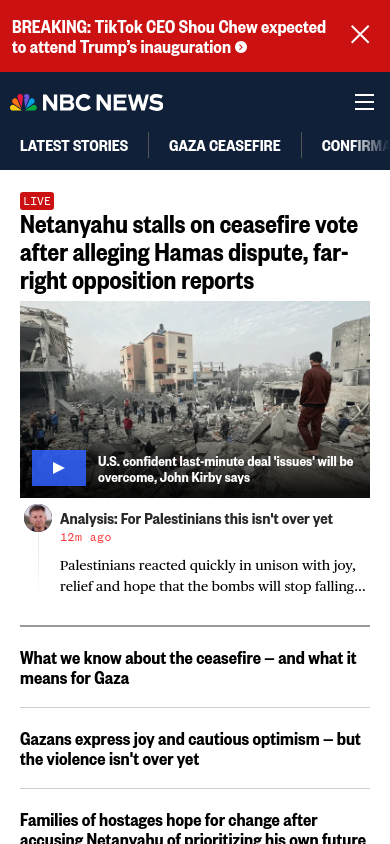 BREAKING: TikTok CEO Shou Chew expected
to attend Trump's inauguration
NBC NEWS
LATEST STORIES
GAZA CEASEFIRE
CONFIRMA
LIVE
Netanyahu stalls on ceasefire vote
after alleging Hamas dispute, far-
right opposition reports
U.S. confident last-minute deal 'issues' will be
overcome, John Kirby says
Analysis: For Palestinians this isn't over yet
12m ago
Palestinians reacted quickly in unison with joy,
relief and hope that the bombs will stop falling...
What we know about the ceasefire – and what it
means for Gaza
Gazans express joy and cautious optimism – but
the violence isn't over yet
Families of hostages hope for change after
accusing Netanyahu of prioritizing his own future